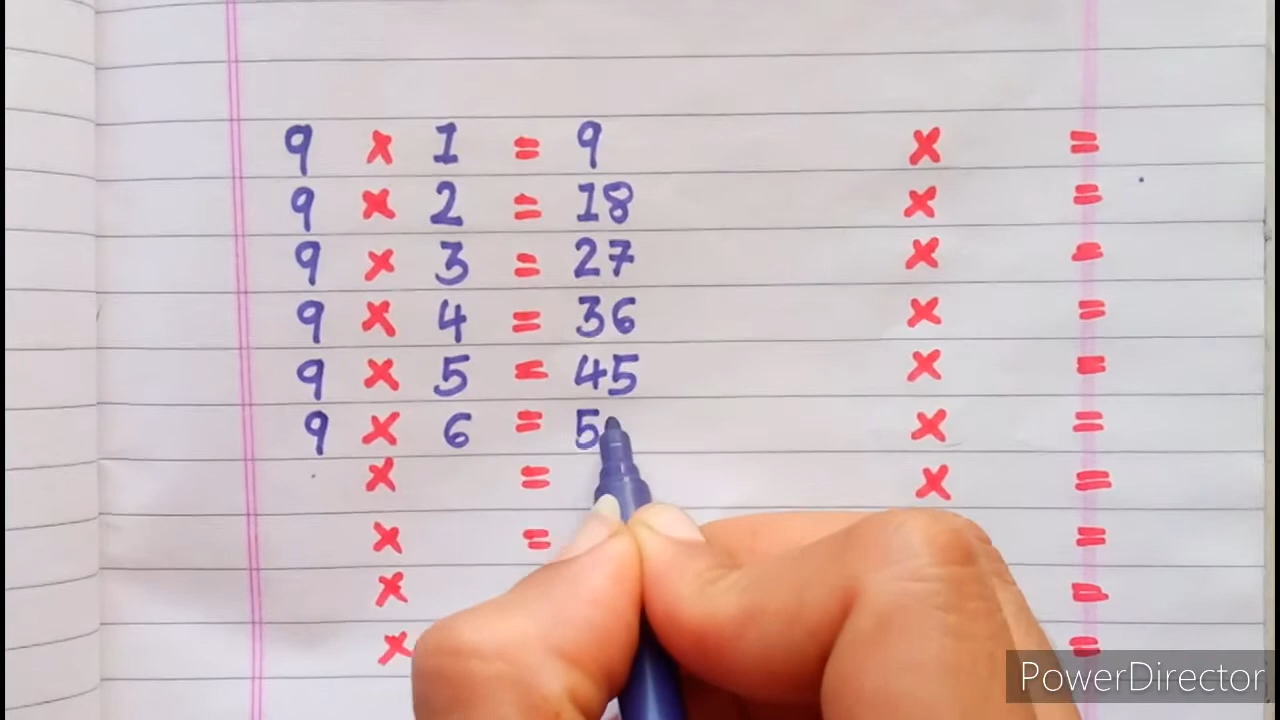 9 × 1 = 9 × =
9 × 2 = 18 × =
9 × 3 = 27 × =
9 × 4 = 36 × =
9 × 5 = 45 × =
9 × 6 = 5 × =
× = × =
× = =
× =
× =
PowerDirector